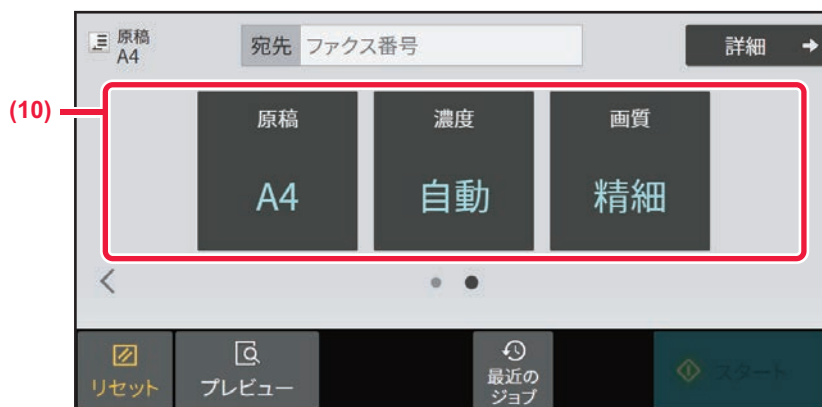 原稿
A4
宛先 ファクス番号
詳細
(10)
原稿 濃度 画質
A4 自動 精細
リセット プレビュー 最近の
ジョブ スタート